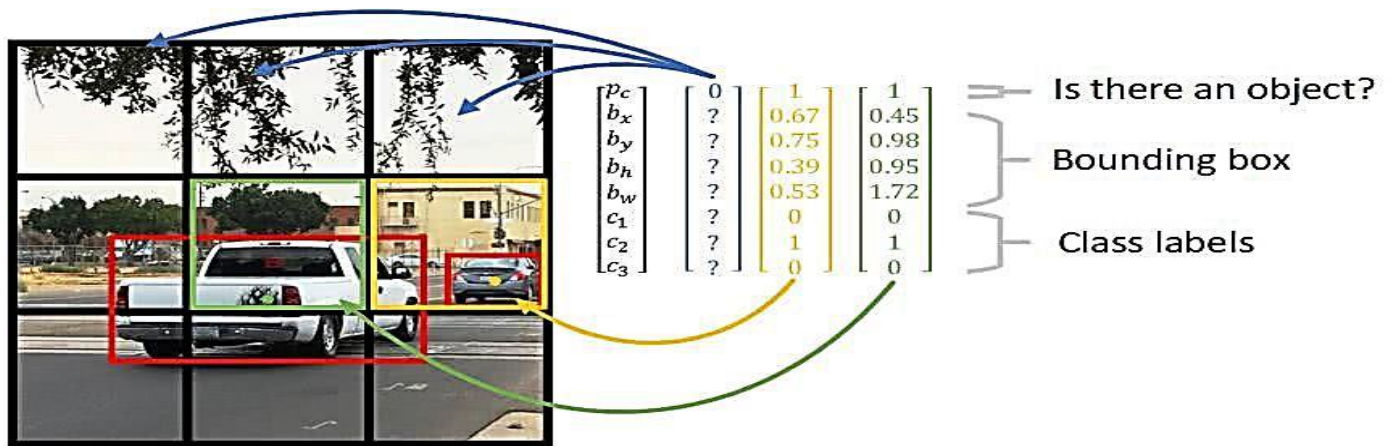 p_c 0 1 1 Is there an object?
b_x ? 0.67 0.45
b_y ? 0.75 0.98
b_h ? 0.39 0.95 Bounding box
b_w ? 0.53 1.72
c_1 ? 0 0
c_2 ? 1 1 Class labels
c_3 ? 0 0